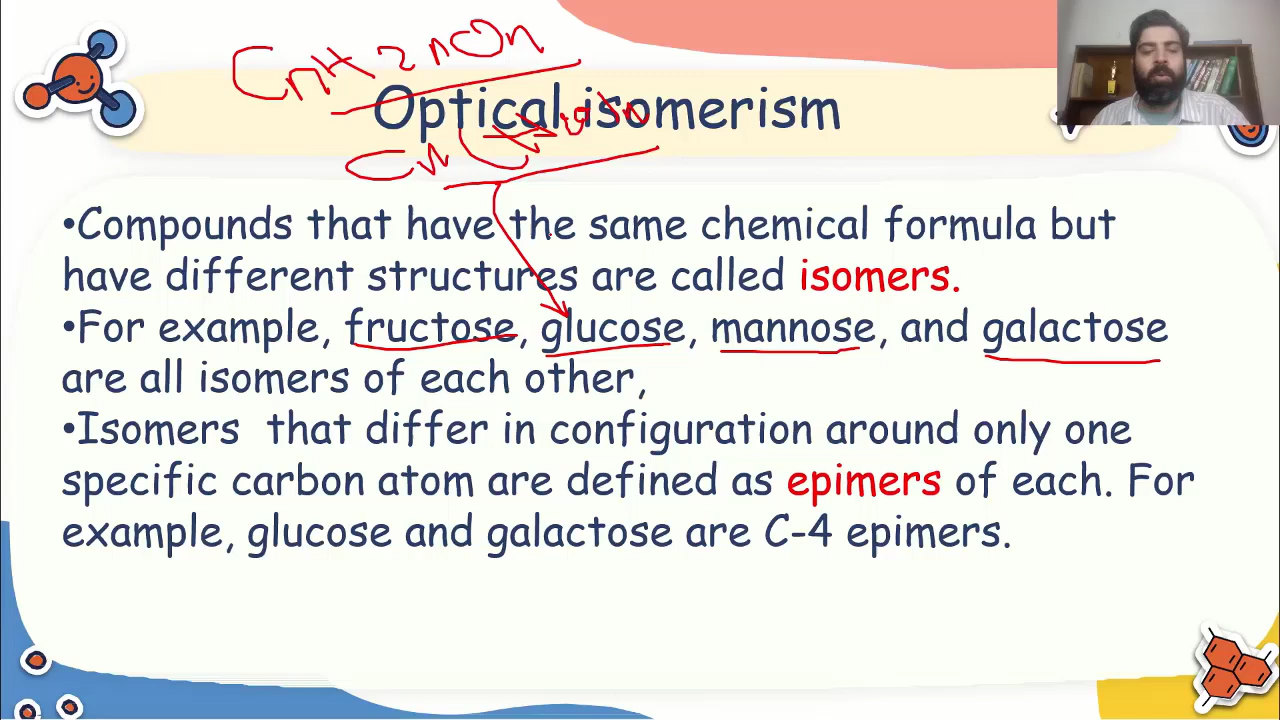 CnH2nOn
Optical isomerism
Cn
•Compounds that have the same chemical formula but
have different structures are called isomers.
•For example, fructose, glucose, mannose, and galactose
are all isomers of each other,
•Isomers  that differ in configuration around only one
specific carbon atom are defined as epimers of each. For
example, glucose and galactose are C-4 epimers.